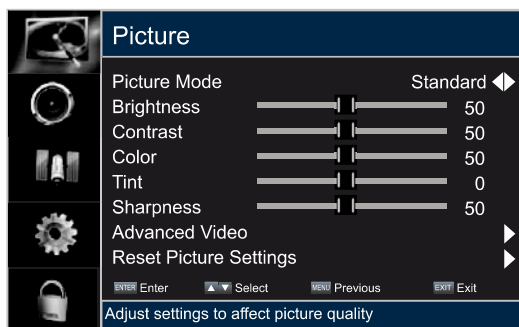 Picture
Picture Mode Standard
Brightness 50
Contrast 50
Color 50
Tint 0
Sharpness 50
Advanced Video
Reset Picture Settings
ENTER Enter Select MENU Previous EXIT Exit
Adjust settings to affect picture quality